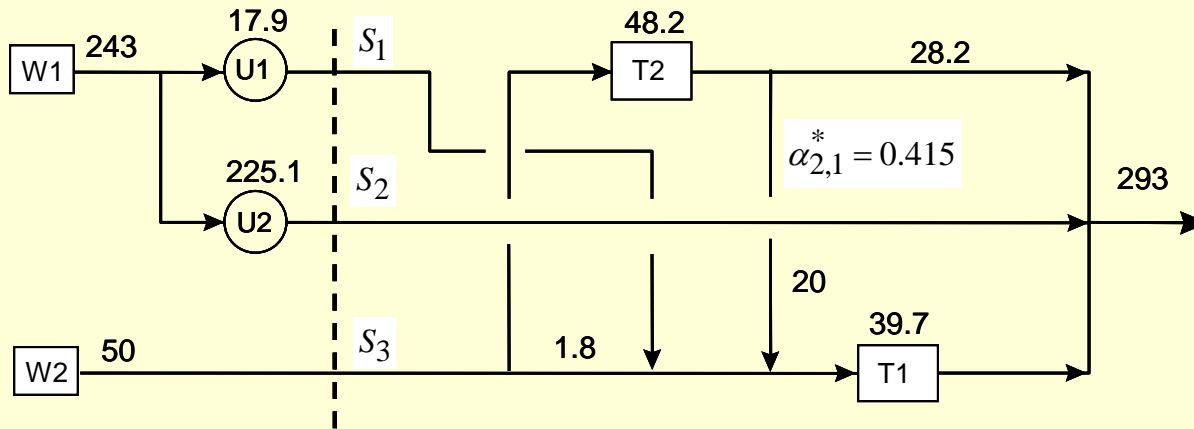 17.9
48.2
243
S1
28.2
W1
U1
T2
α*2,1 = 0.415
225.1
S2
293
U2
20
39.7
50
S3
1.8
W2
T1